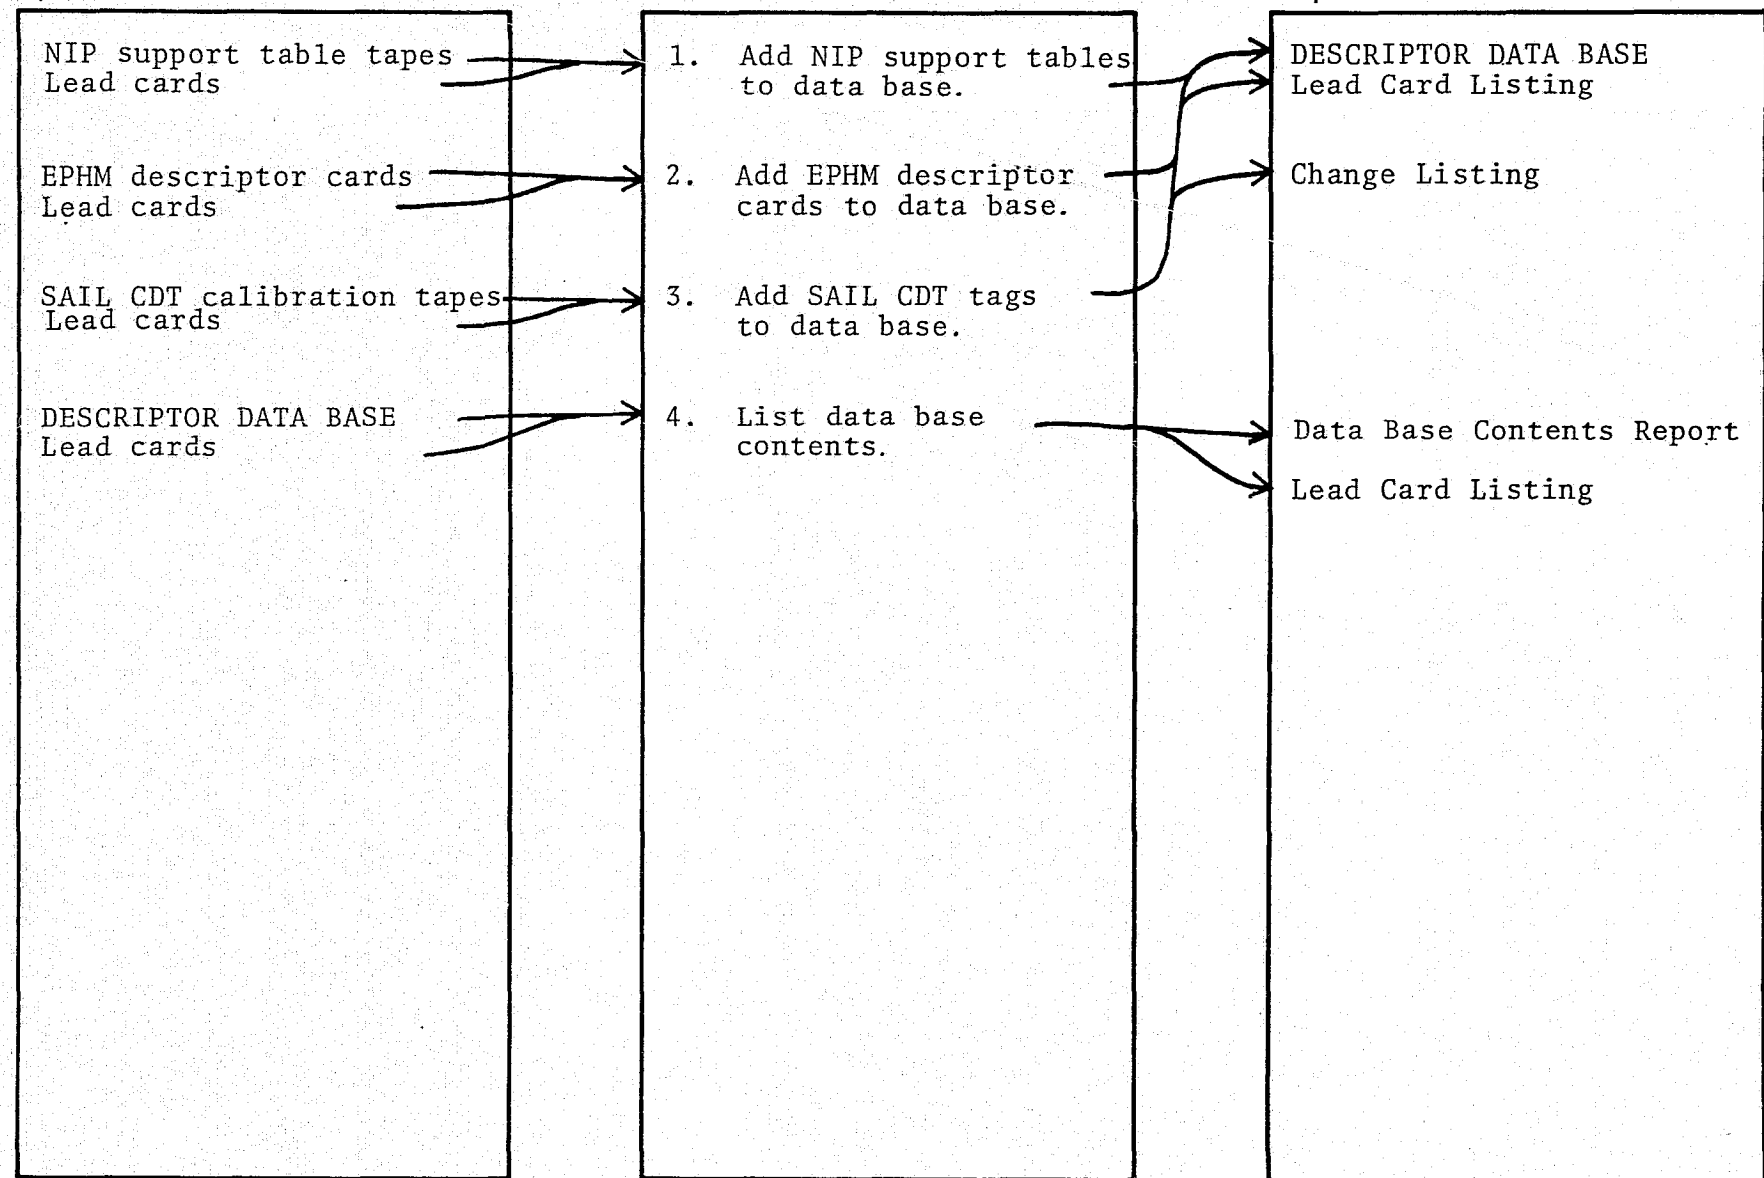 NIP support table tapes
Lead cards
EPHM descriptor cards
Lead cards
SAIL CDT calibration tapes
Lead cards
DESCRIPTOR DATA BASE
Lead cards
1. Add NIP support tables
to data base.
2. Add EPHM descriptor
cards to data base.
3. Add SAIL CDT tags
to data base.
4. List data base
contents.
DESCRIPTOR DATA BASE
Lead Card Listing
Change Listing
Data Base Contents Report
Lead Card Listing